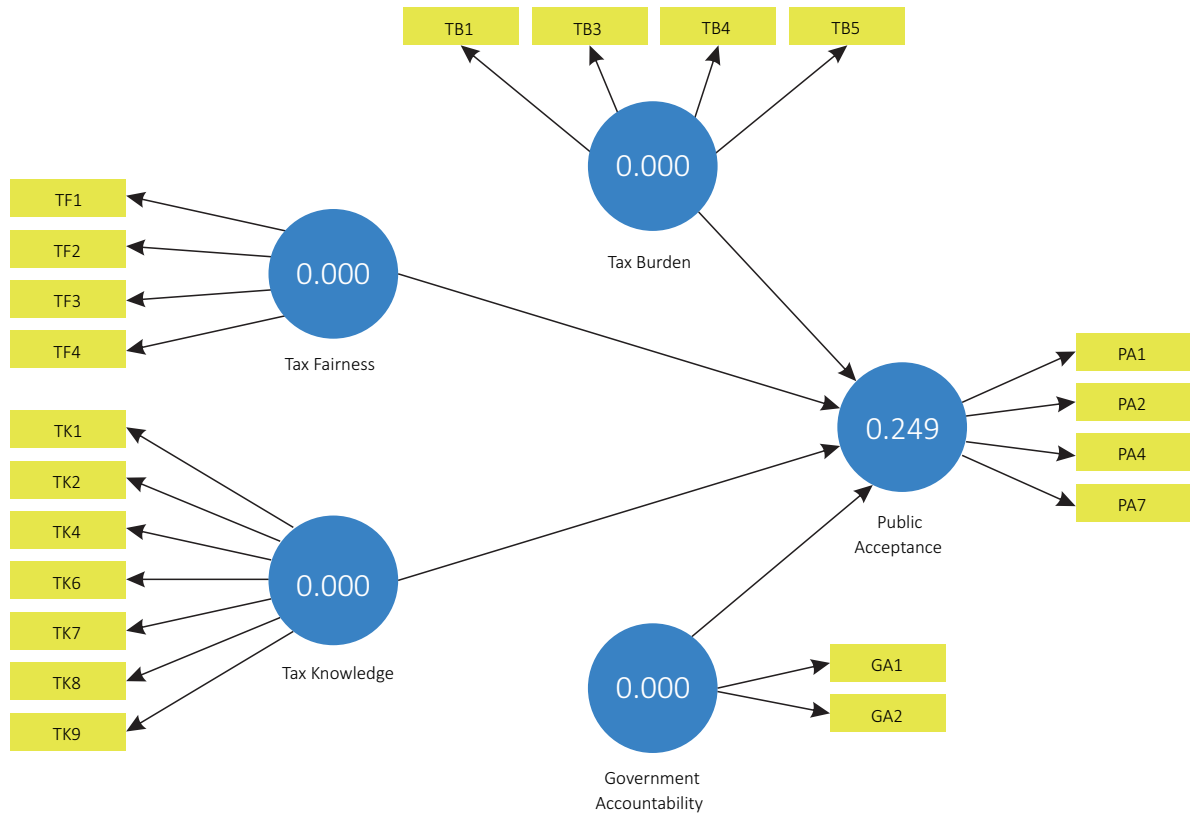 TB1
TB3
TB4
TB5
0.000
Tax Burden
TF1
TF2
TF3
TF4
0.000
Tax Fairness
TK1
TK2
TK4
TK6
TK7
TK8
TK9
0.000
Tax Knowledge
0.249
Public
Acceptance
PA1
PA2
PA4
PA7
0.000
Government
Accountability
GA1
GA2